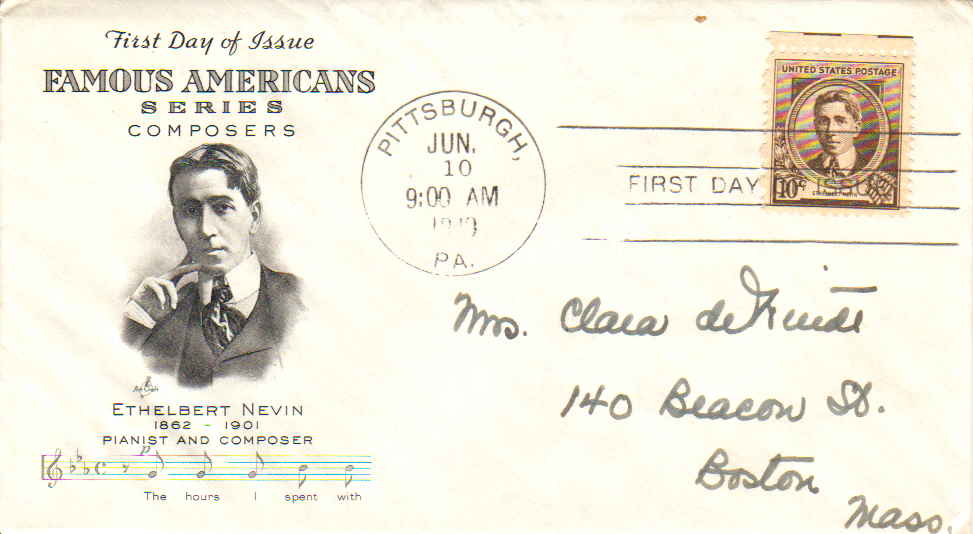 First Day of Issue
FAMOUS AMERICANS
SERIES
COMPOSERS
ETHELBERT NEVIN
1862 - 1901
PIANIST AND COMPOSER
p
The hours I spent with
PITTSBURGH,
JUN.
10
9:00 AM
PA.
UNITED STATES POSTAGE
10¢
FIRST DAY OF ISSUE
Mrs. Clara
140 Beacon St.
Boston
Mass.